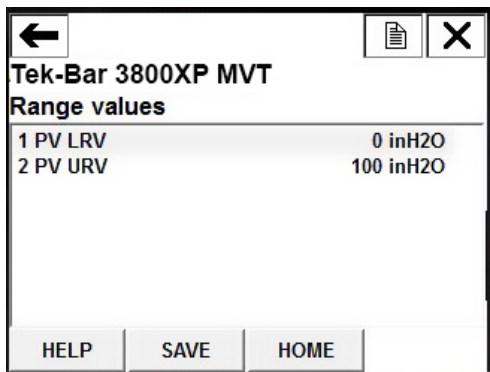 Tek-Bar 3800XP MVT
Range values
1 PV LRV 0 inH2O
2 PV URV 100 inH2O
HELP SAVE HOME